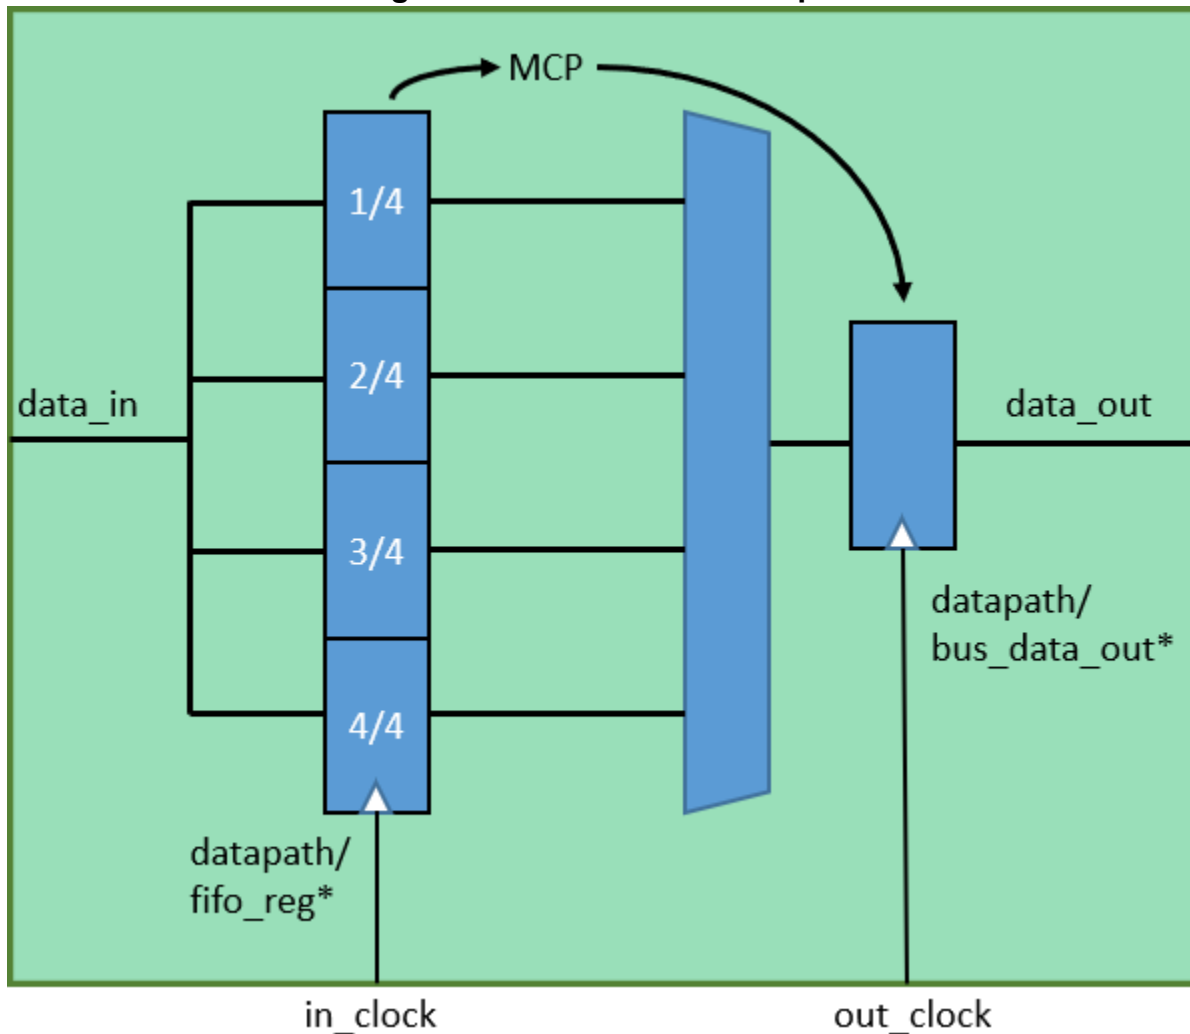 MCP
1/4
2/4
data_in
data_out
3/4
datapath/
bus_data_out*
4/4
datapath/
fifo_reg*
in_clock
out_clock